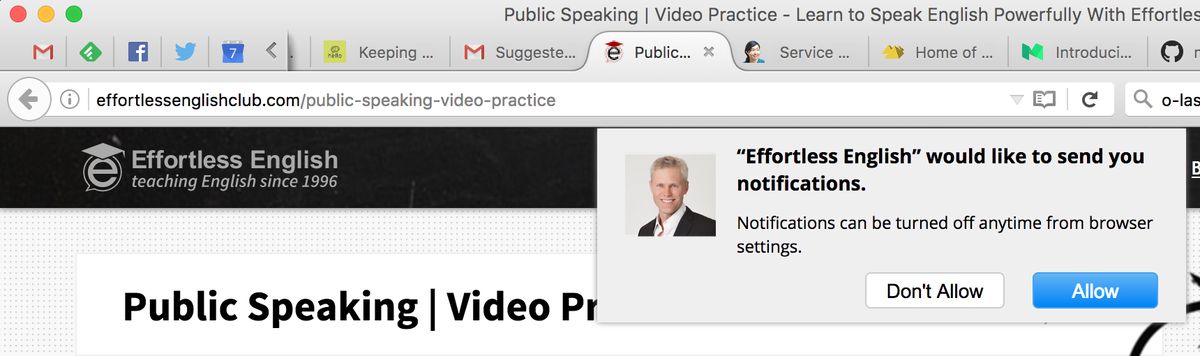 Public Speaking | Video Practice - Learn to Speak English Powerfully With Effortles
7
Keeping ...
Suggeste...
Public...
Service ...
Home of ...
Introduci...
effortlessenglishclub.com/public-speaking-video-practice
o-las
Effortless English
teaching English since 1996
“Effortless English” would like to send you
notifications.
Notifications can be turned off anytime from browser
settings.
Don't Allow
Allow
Public Speaking | Video Pr